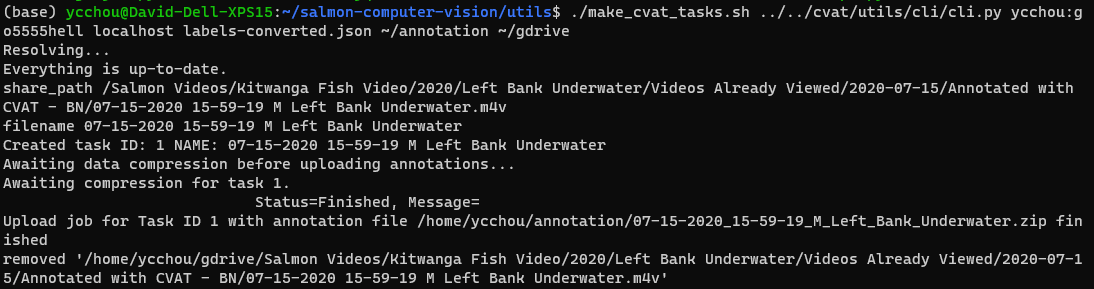 (base) ycchou@David-Dell-XPS15:~/salmon-computer-vision/utils$ ./make_cvat_tasks.sh ../../cvat/utils/cli/cli.py ycchou:g
o5555hell localhost labels-converted.json ~/annotation ~/gdrive
Resolving...
Everything is up-to-date.
share_path /Salmon Videos/Kitwanga Fish Video/2020/Left Bank Underwater/Videos Already Viewed/2020-07-15/Annotated with
CVAT - BN/07-15-2020 15-59-19 M Left Bank Underwater.m4v
filename 07-15-2020 15-59-19 M Left Bank Underwater
Created task ID: 1 NAME: 07-15-2020 15-59-19 M Left Bank Underwater
Awaiting data compression before uploading annotations...
Awaiting compression for task 1.
Status=Finished, Message=
Upload job for Task ID 1 with annotation file /home/ycchou/annotation/07-15-2020_15-59-19_M_Left_Bank_Underwater.zip fin
ished
removed '/home/ycchou/gdrive/Salmon Videos/Kitwanga Fish Video/2020/Left Bank Underwater/Videos Already Viewed/2020-07-1
5/Annotated with CVAT - BN/07-15-2020 15-59-19 M Left Bank Underwater.m4v'